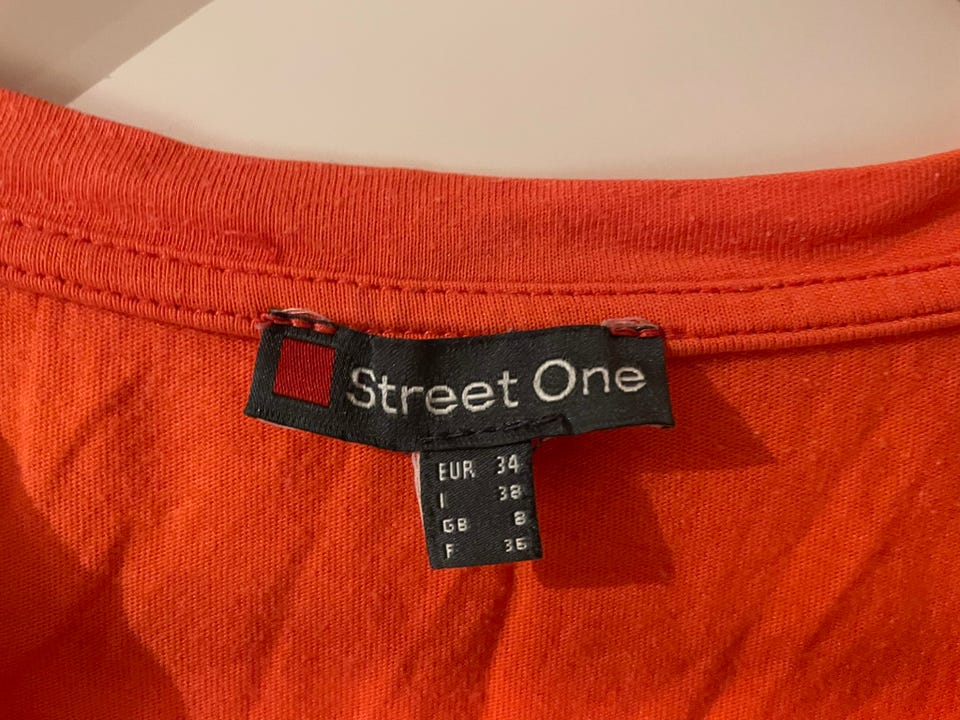 Street One
EUR 34
I 38
GB 8
F 36